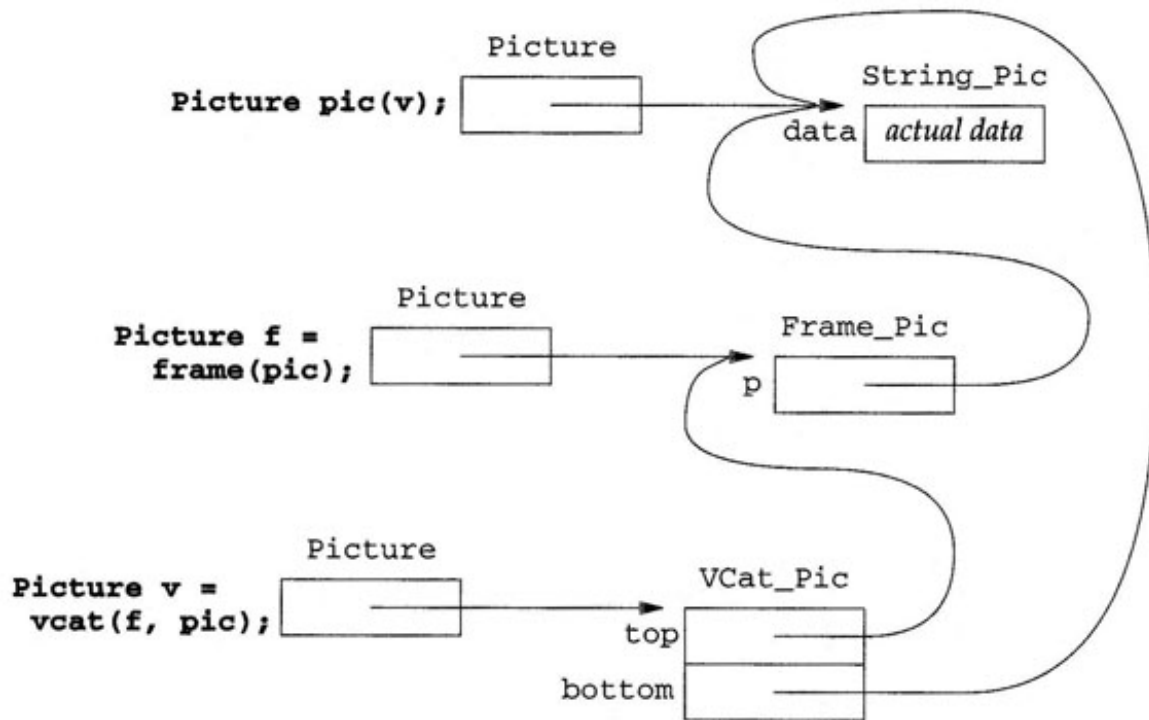 Picture
Picture pic(v);
String_Pic
data
actual data
Picture
Picture f =
frame(pic);
Frame_Pic
p
Picture
Picture v =
vcat(f, pic);
VCat_Pic
top
bottom